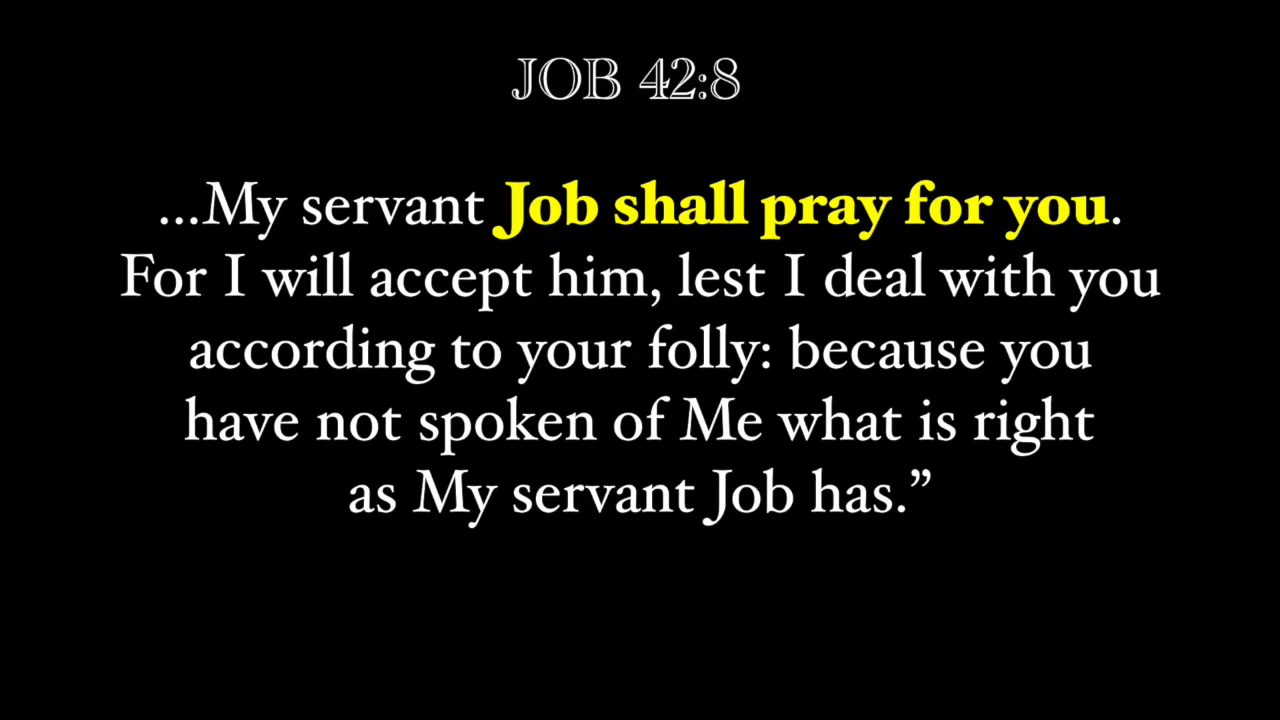 JOB 42:8
...My servant Job shall pray for you.
For I will accept him, lest I deal with you
according to your folly: because you
have not spoken of Me what is right
as My servant Job has.”